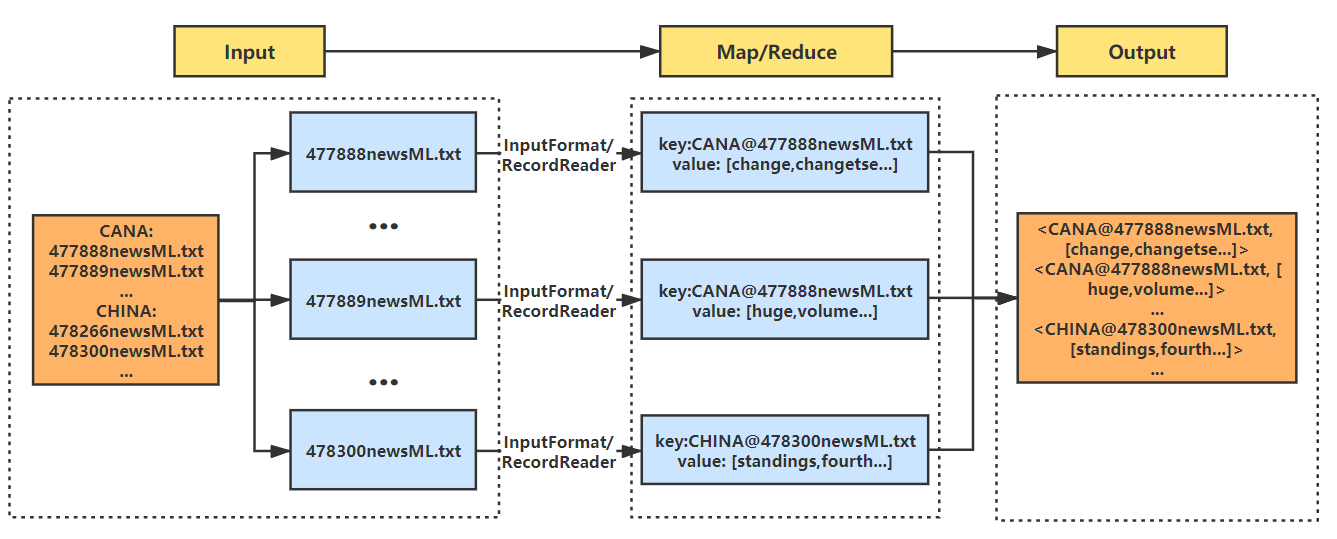 Input
Map/Reduce
Output
CANA:
477888newsML.txt
477889newsML.txt
...
CHINA:
478266newsML.txt
478300newsML.txt
...
477888newsML.txt
...
477889newsML.txt
...
478300newsML.txt
InputFormat/
RecordReader
InputFormat/
RecordReader
InputFormat/
RecordReader
key:CANA@477888newsML.txt
value: [change,changetse...]
key:CANA@477888newsML.txt
value: [huge,volume...]
key:CHINA@478300newsML.txt
value: [standings,fourth...]
<CANA@477888newsML.txt,
[change,changetse...]>
<CANA@477888newsML.txt, [
huge,volume...]>
...
<CHINA@478300newsML.txt,
[standings,fourth...]>
...